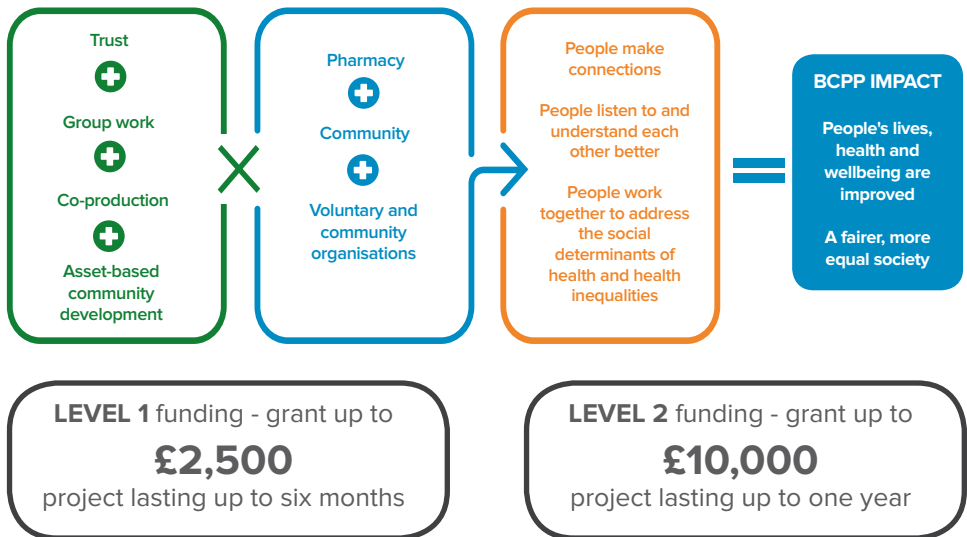 Trust
Group work
Co-production
Asset-based
community
development
Pharmacy
Community
Voluntary and
community
organisations
People make
connections
People listen to and
understand each
other better
People work
together to address
the social
determinants of
health and health
inequalities
BCPP IMPACT
People's lives,
health and
wellbeing are
improved
A fairer, more
equal society
LEVEL 1 funding - grant up to
£2,500
project lasting up to six months
LEVEL 2 funding - grant up to
£10,000
project lasting up to one year